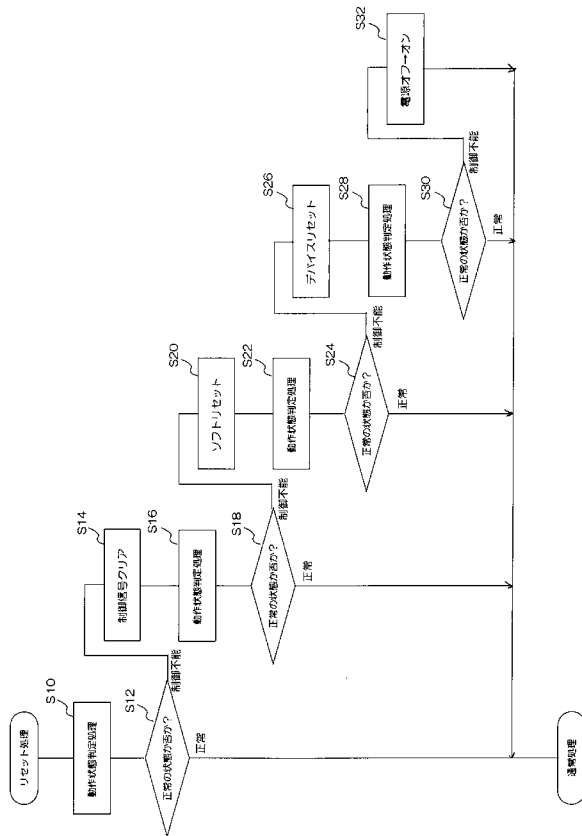 リセット処理
S10
動作状態判定処理
S12
正常の状態か否か?
制御不能
正常
S14
制御信号クリア
S16
動作状態判定処理
S18
正常の状態か否か?
制御不能
正常
S20
ソフトリセット
S22
動作状態判定処理
S24
正常の状態か否か?
制御不能
正常
S26
デバイスリセット
S28
動作状態判定処理
S30
正常の状態か否か?
制御不能
正常
S32
電源オフーオン
通常処理